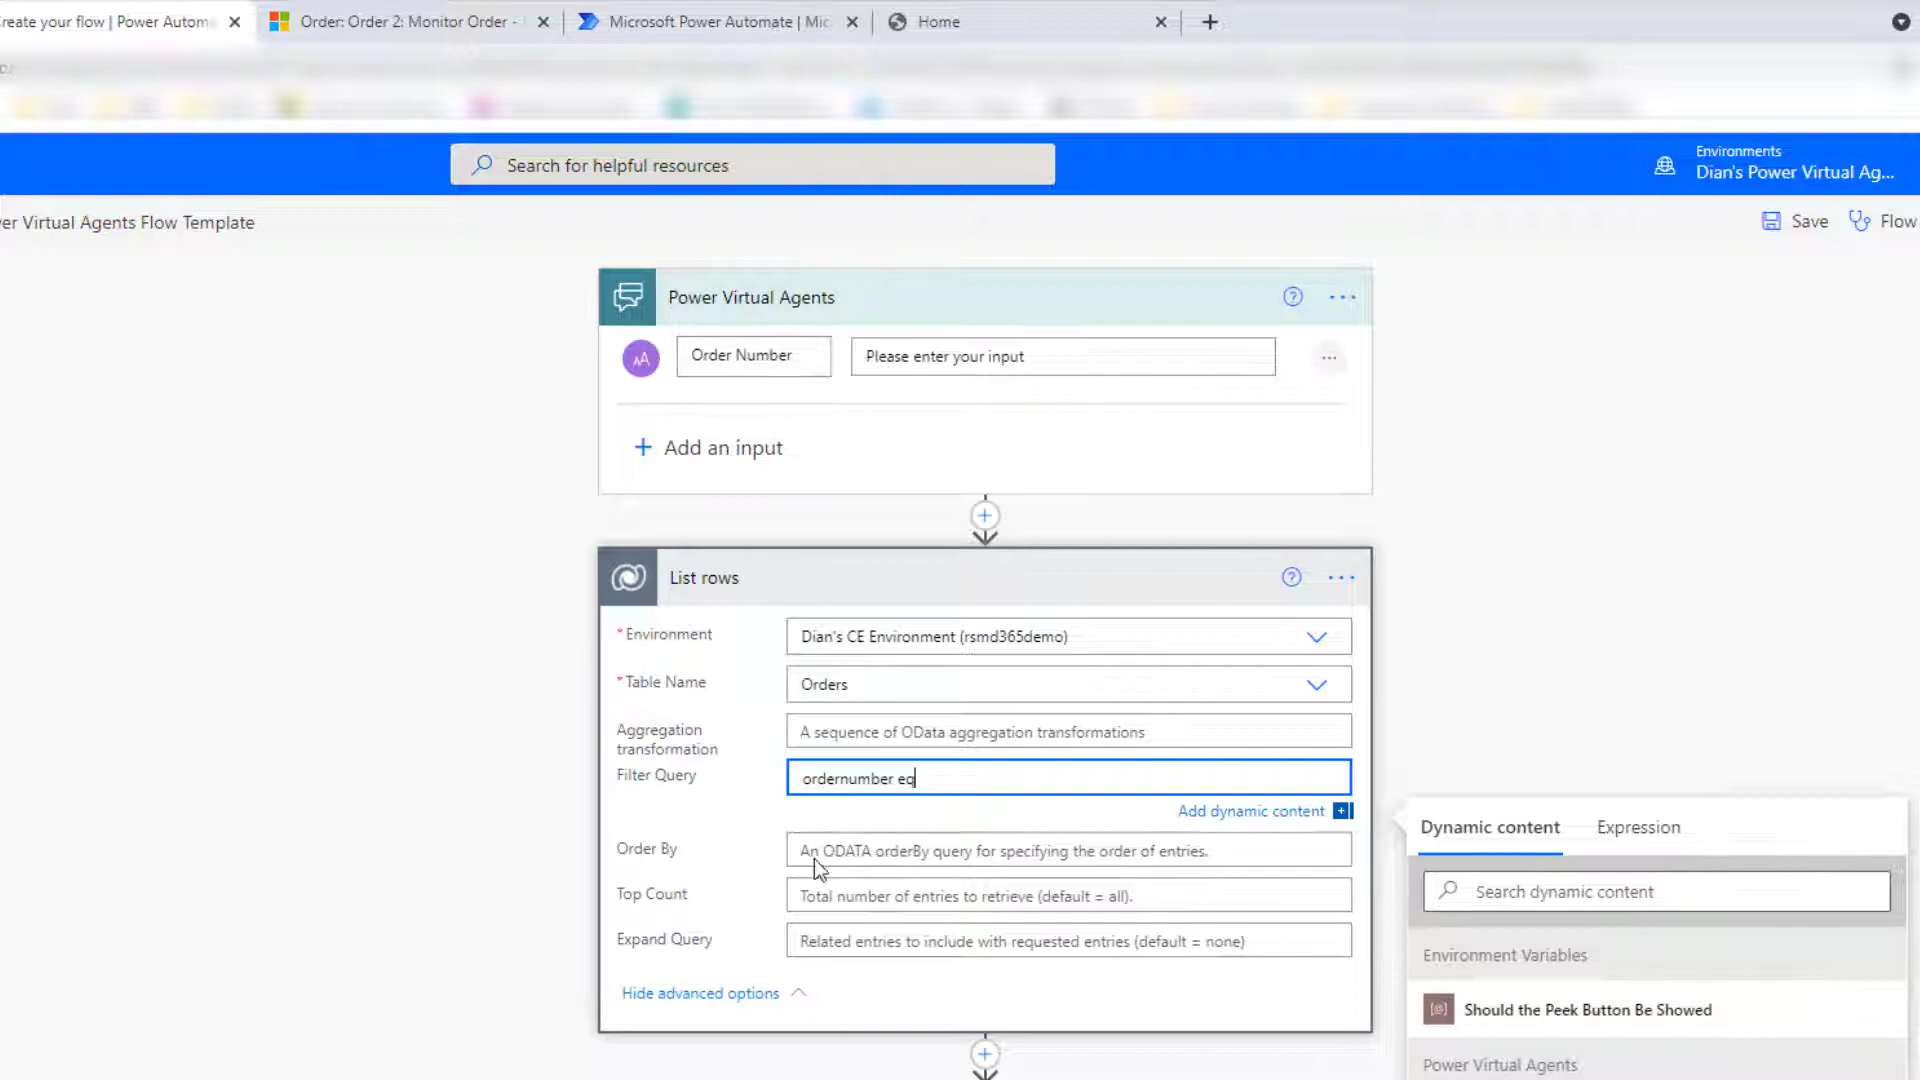 reate your flow | Power Autom
Order: Order 2: Monitor Order -
Microsoft Power Automate | Mic
Home
Search for helpful resources
Environments
Dian's Power Virtual Ag...
er Virtual Agents Flow Template
Save
Flow
Power Virtual Agents
Order Number
Please enter your input
Add an input
List rows
* Environment
Dian's CE Environment (rsmd365demo)
* Table Name
Orders
Aggregation
transformation
A sequence of OData aggregation transformations
Filter Query
ordernumber eq
Add dynamic content
Order By
An ODATA orderBy query for specifying the order of entries.
Top Count
Total number of entries to retrieve (default = all).
Expand Query
Related entries to include with requested entries (default = none)
Hide advanced options
Dynamic content
Expression
Search dynamic content
Environment Variables
Should the Peek Button Be Showed
Power Virtual Agents